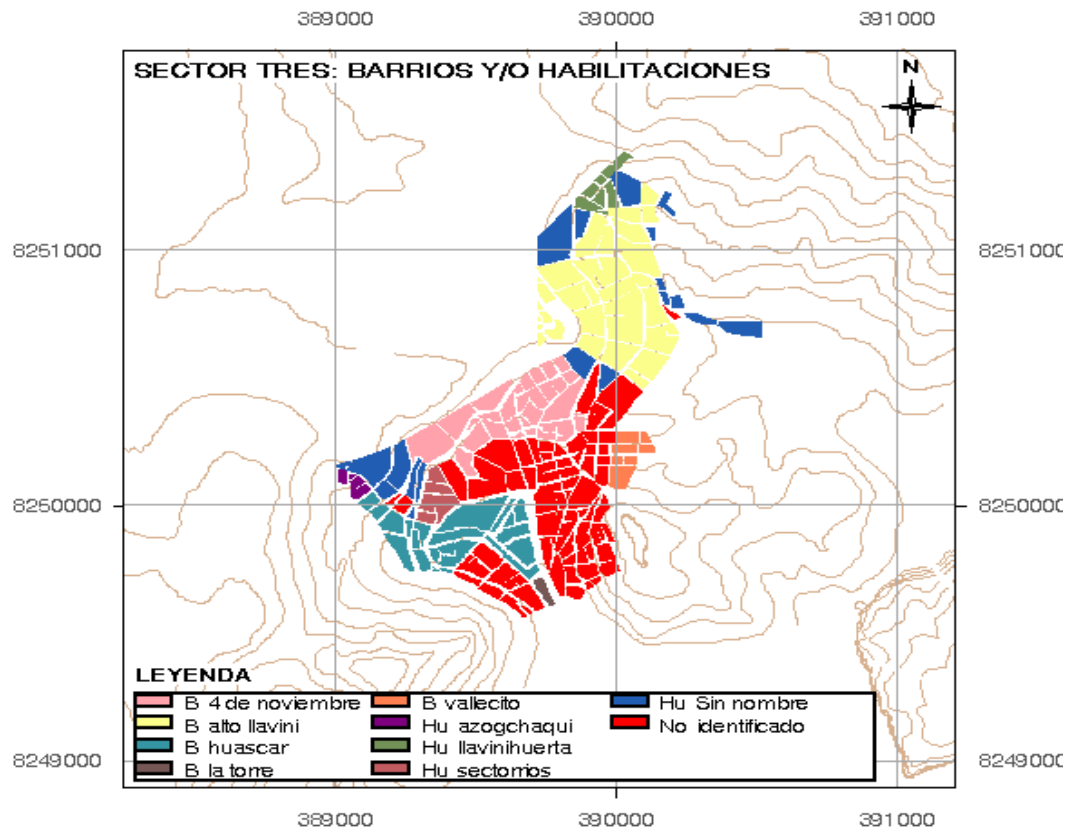 389000 390000 391000
SECTOR TRES: BARRIOS Y/O HABILITACIONES
N
8251000 8251000
8250000 8250000
LEYENDA
B 4 de noviembre B vallecito Hu Sin nombre
B alto llavini Hu azogchaqui No identificado
B huascar Hu llavinihuerta
B la torre Hu sectorrios
8249000 8249000
389000 390000 391000